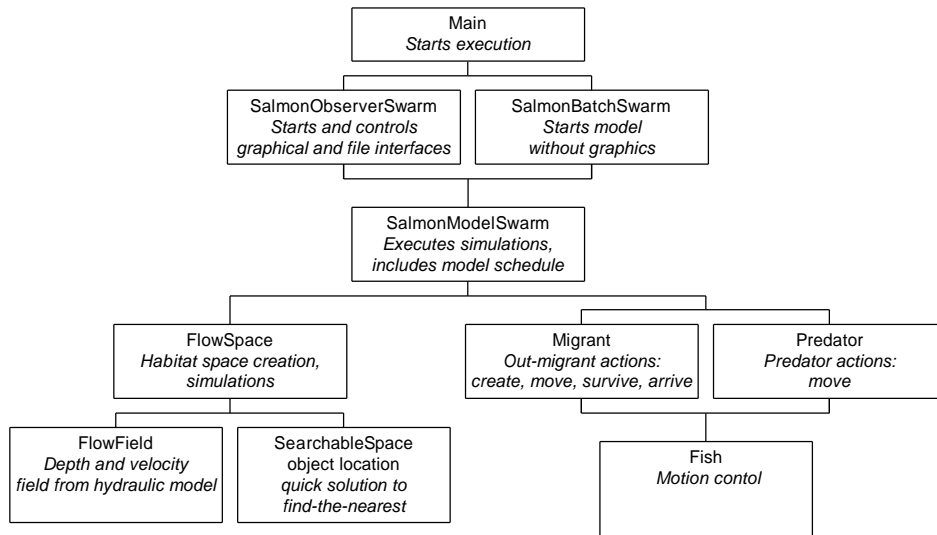 Main
Starts execution
SalmonObserverSwarm
Starts and controls
graphical and file interfaces
SalmonBatchSwarm
Starts model
without graphics
SalmonModelSwarm
Executes simulations,
includes model schedule
FlowSpace
Habitat space creation,
simulations
Migrant
Out-migrant actions:
create, move, survive, arrive
Predator
Predator actions:
move
FlowField
Depth and velocity
field from hydraulic model
SearchableSpace
object location
quick solution to
find-the-nearest
Fish
Motion contol